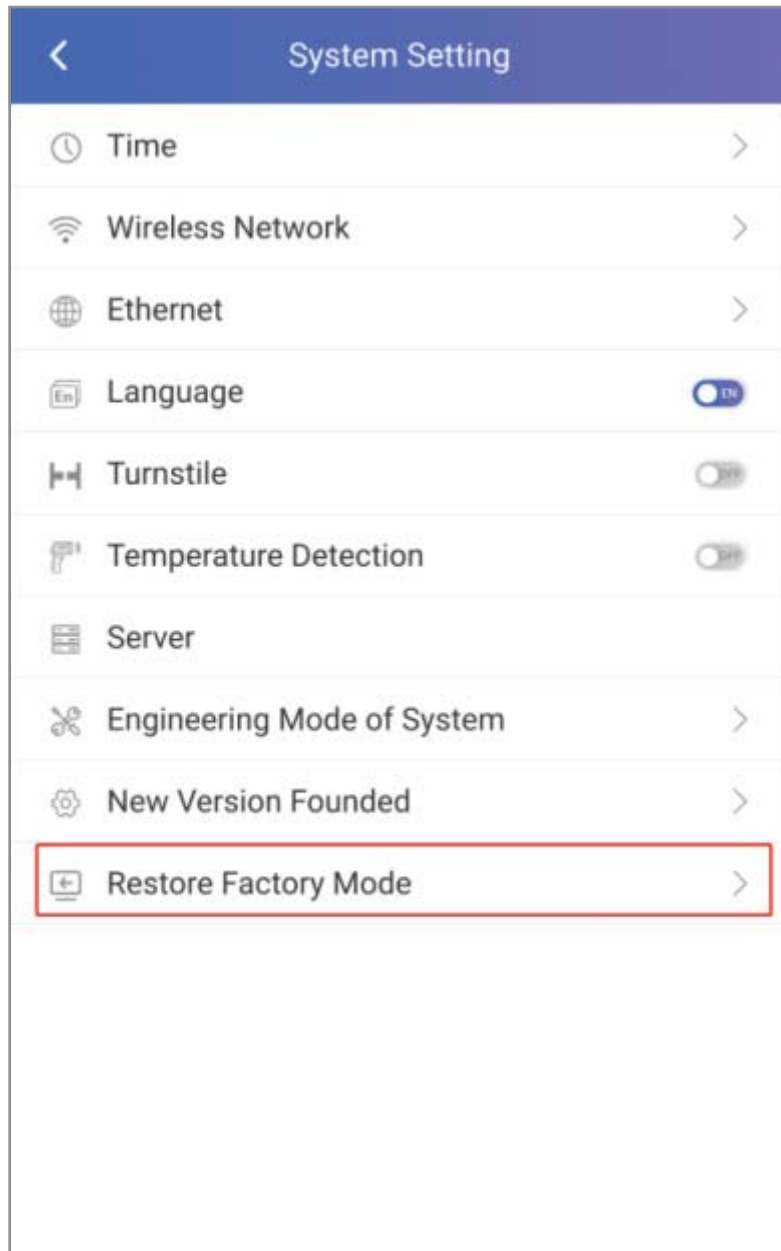 System Setting
Time
Wireless Network
Ethernet
En Language EN
Turnstile OFF
Temperature Detection OFF
Server
Engineering Mode of System
New Version Founded
Restore Factory Mode